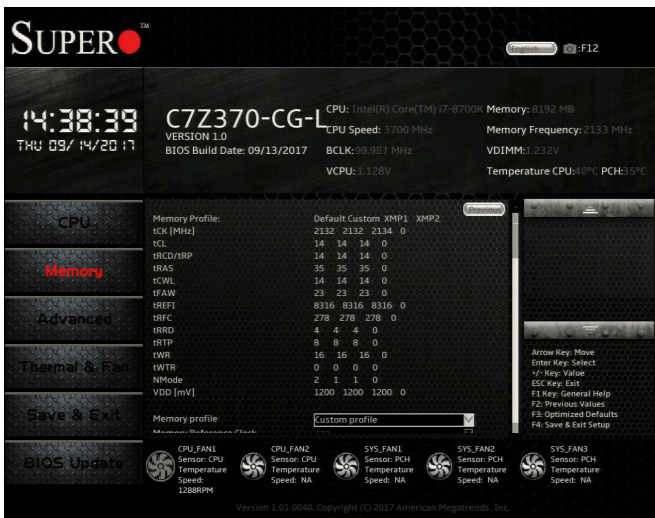 SUPER
TM
English
:F12
14:38:39
THU 09/14/2017
C7Z370-CG-L
VERSION 1.0
BIOS Build Date: 09/13/2017
CPU: Intel(R) Core(TM) i7-8700K
CPU Speed: 3700 MHz
BCLK:99.902 MHz
VCPU:1.128V
Memory: 8192 MB
Memory Frequency:2133 MHz
VDIMM:1.232V
Temperature CPU:40°C PCH:35°C
CPU
Memory
Advanced
Thermal & Fan
Save & Exit
BIOS Update
Previous
Memory Profile: Default Custom XMP1 XMP2
tCK [MHz] 2132 2132 2134 0
tCL 14 14 14 0
tRCD/tRP 14 14 14 0
tRAS 35 35 35 0
tCWL 14 14 14 0
tFAW 23 23 23 0
tREFI 8316 8316 8316 0
tRFC 278 278 278 0
tRRD 4 4 4 0
tRTP 8 8 8 0
tWR 16 16 16 0
tWTR 0 0 0 0
NMode 2 1 1 0
VDD [mV] 1200 1200 1200 0
Memory profile Custom profile
Memory Reference Clock
Arrow Key: Move
Enter Key: Select
+/- Key: Value
ESC Key: Exit
F1 Key: General Help
F2: Previous Values
F3: Optimized Defaults
F4: Save & Exit Setup
CPU_FAN1
Sensor: CPU
Temperature
Speed:
1288RPM
CPU_FAN2
Sensor: CPU
Temperature
Speed: NA
SYS_FAN1
Sensor: PCH
Temperature
Speed: NA
SYS_FAN2
Sensor: PCH
Temperature
Speed: NA
SYS_FAN3
Sensor: PCH
Temperature
Speed: NA
Version 1.01.0040. Copyright (C) 2017 American Megatrends, Inc.